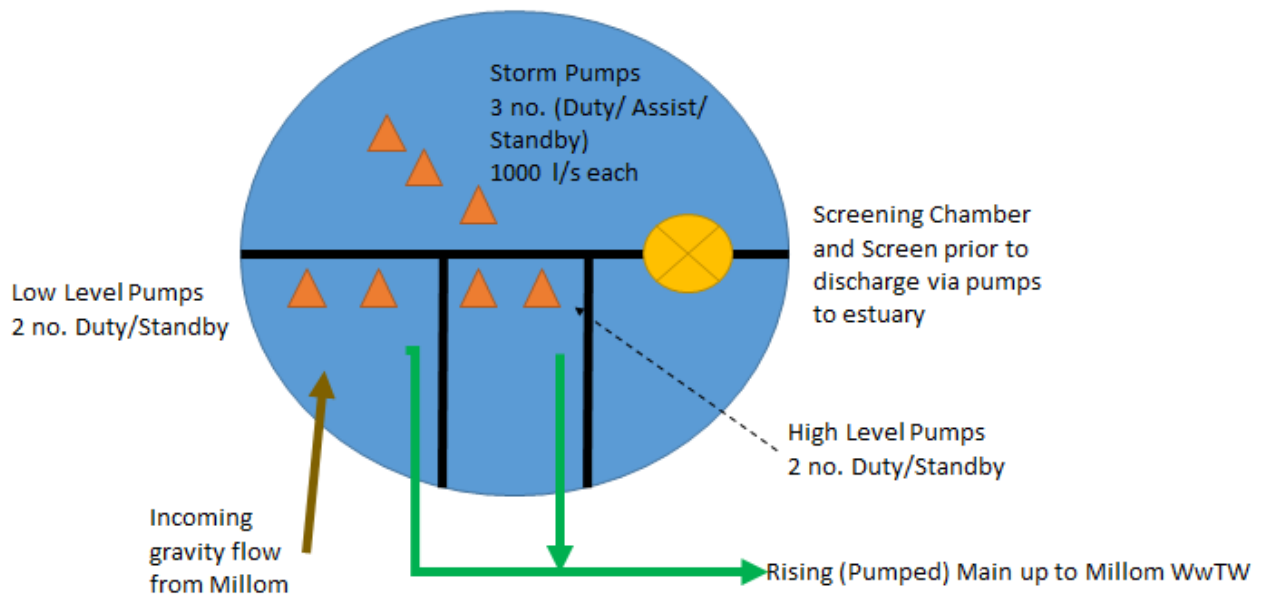 Storm Pumps
3 no. (Duty/ Assist/
Standby)
1000 l/s each
Screening Chamber
and Screen prior to
discharge via pumps
to estuary
Low Level Pumps
2 no. Duty/Standby
High Level Pumps
2 no. Duty/Standby
Incoming
gravity flow
from Millom
Rising (Pumped) Main up to Millom WwTW